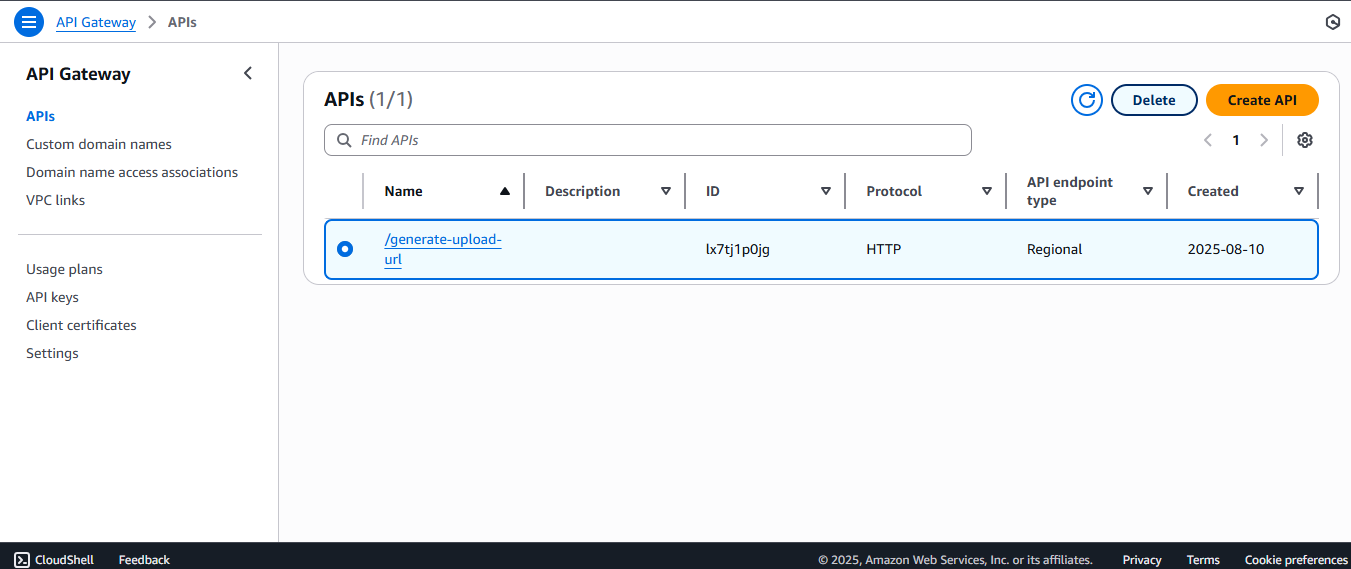 API Gateway > APIs
API Gateway
APIs
Custom domain names
Domain name access associations
VPC links
Usage plans
API keys
Client certificates
Settings
APIs (1/1)
Delete
Create API
Find APIs
1
Name
Description
ID
Protocol
API endpoint
type
Created
/generate-upload-
url
lx7tj1p0jg
HTTP
Regional
2025-08-10
CloudShell
Feedback
© 2025, Amazon Web Services, Inc. or its affiliates.
Privacy
Terms
Cookie preferences